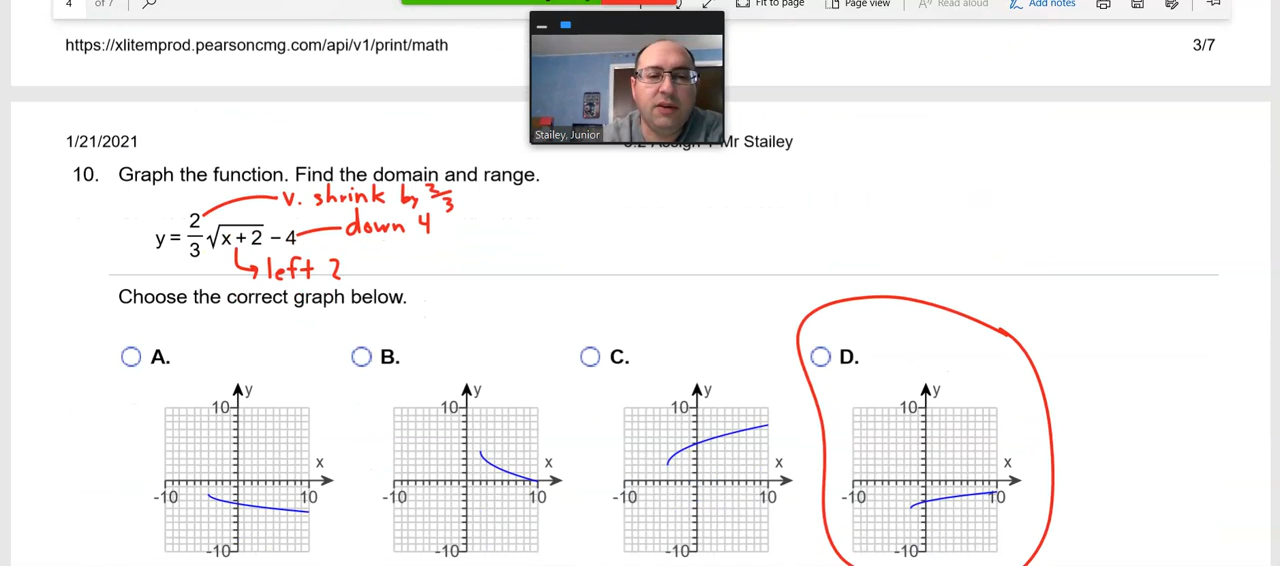 4 of 7 Fit to page Page view Read aloud Add notes
https://xlitemprod.pearsoncmg.com/api/v1/print/math 3/7
Stailey, Junior
1/21/2021 Mr Stailey
10. Graph the function. Find the domain and range.
v. shrink by 2/3
y = 2/3 √x + 2 − 4 down 4
left 2
Choose the correct graph below.
A. B. C. D.
y y y y
10 10 10 10
x x x x
-10 10 -10 10 -10 10 -10 10
-10 -10 -10 -10